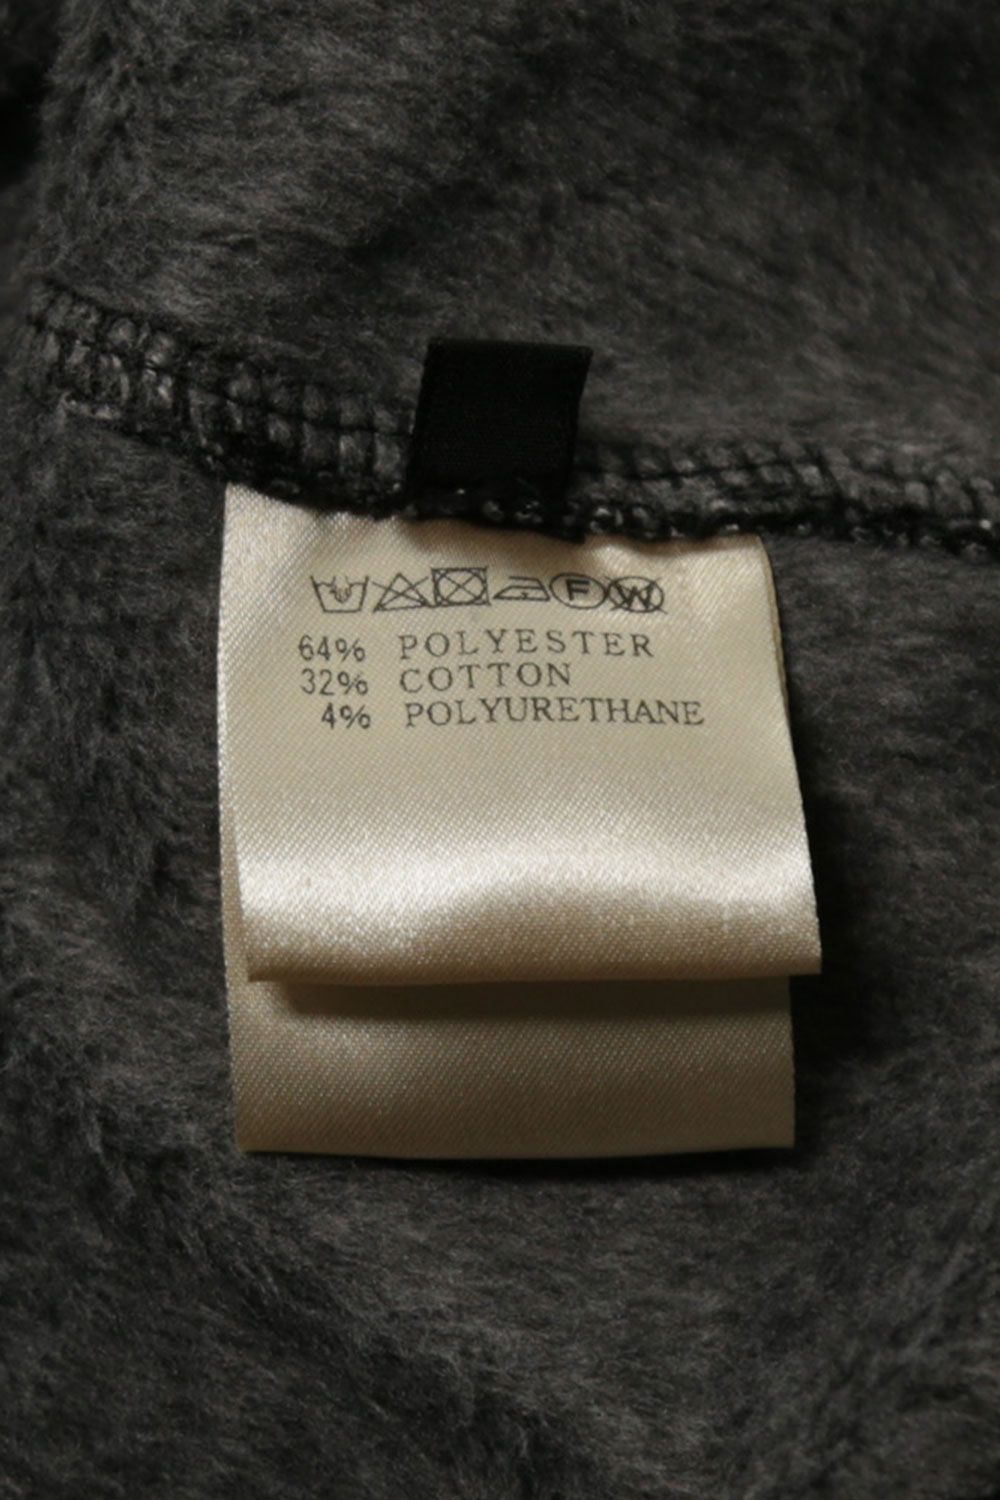 F W
64% POLYESTER
32% COTTON
4% POLYURETHANE